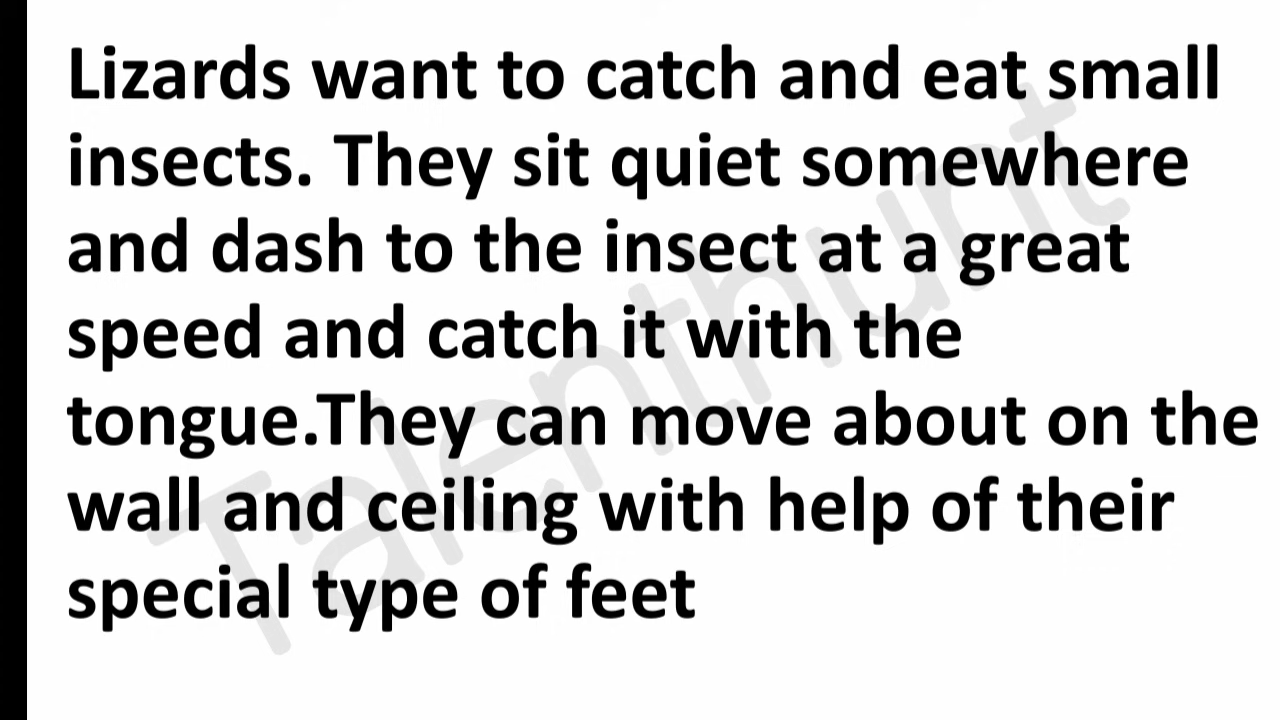 Lizards want to catch and eat small
insects. They sit quiet somewhere
and dash to the insect at a great
speed and catch it with the
tongue.They can move about on the
wall and ceiling with help of their
special type of feet
Talenthunt